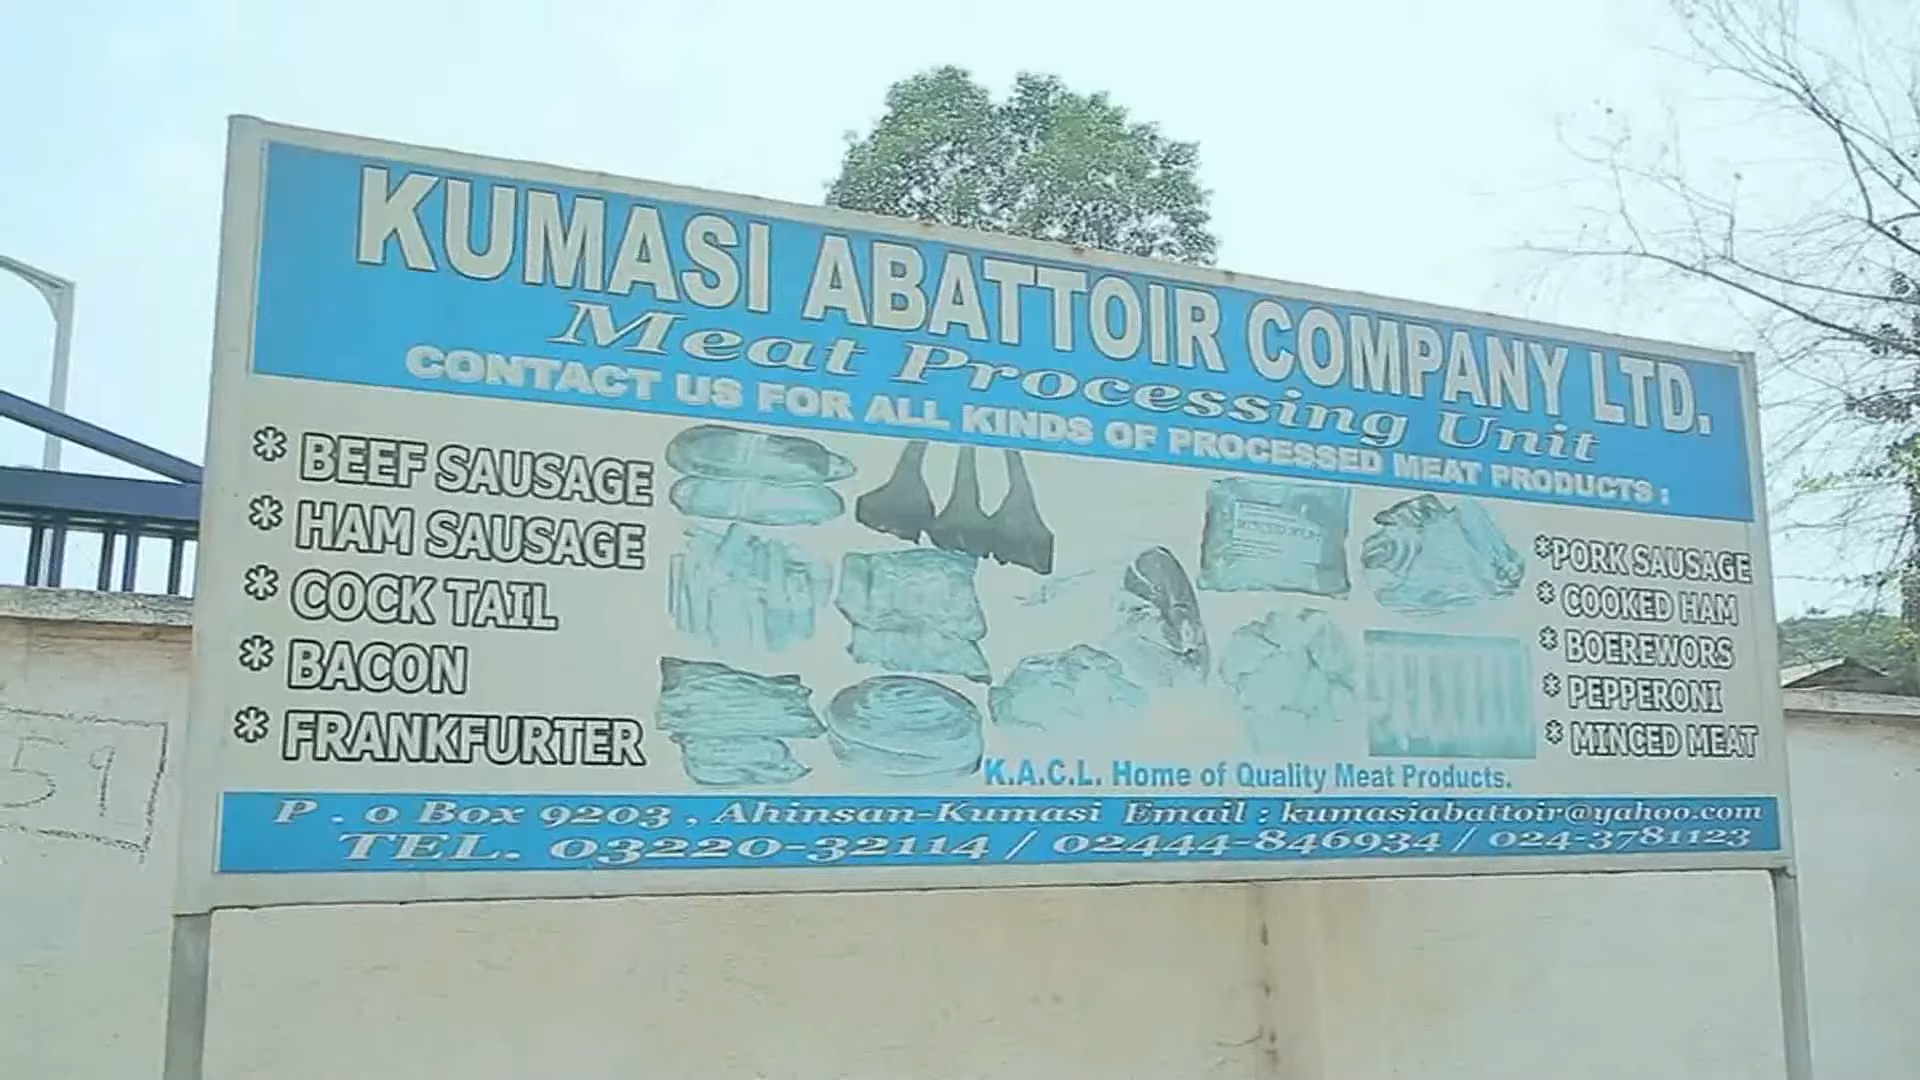 KUMASI ABATTOIR COMPANY LTD.
Meat Processing Unit
CONTACT US FOR ALL KINDS OF PROCESSED MEAT PRODUCTS :
* BEEF SAUSAGE
* HAM SAUSAGE
* COCK TAIL
* BACON
* FRANKFURTER
*PORK SAUSAGE
* COOKED HAM
* BOEREWORS
* PEPPERONI
* MINCED MEAT
K.A.C.L. Home of Quality Meat Products.
P . o Box 9203 , Ahinsan-Kumasi Email : kumasiabattoir@yahoo.com
TEL. 03220-32114 / 02444-846934 / 024-3781123
59